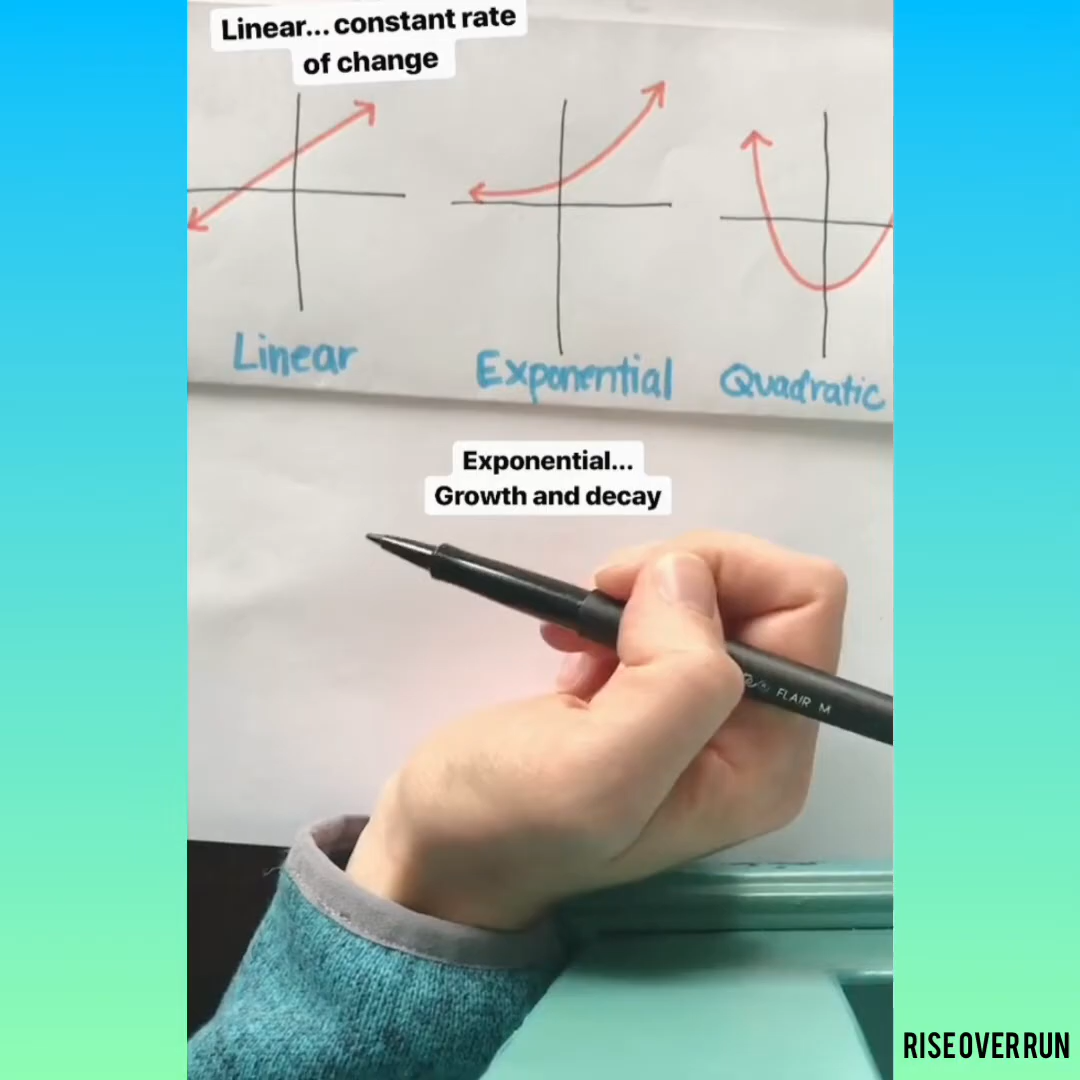 Linear... constant rate
of change
Linear
Exponential
Quadratic
Exponential...
Growth and decay
FLAIR M
RISE OVER RUN